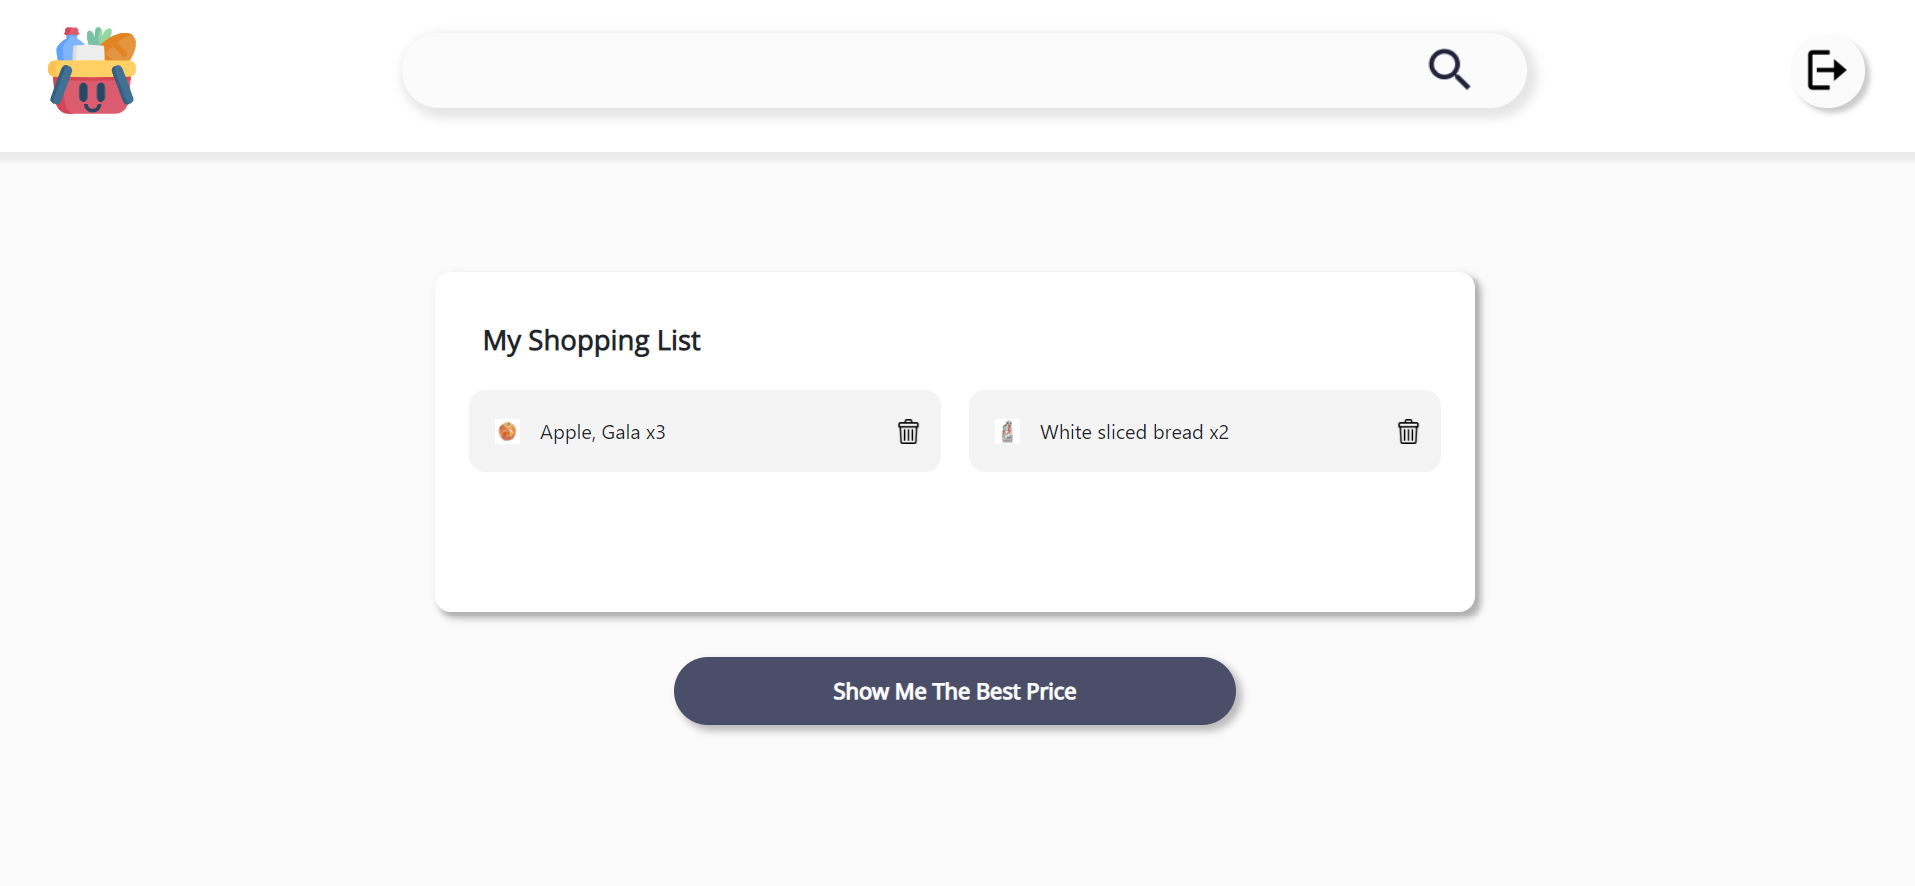 My Shopping List
Apple, Gala x3
White sliced bread x2
Show Me The Best Price